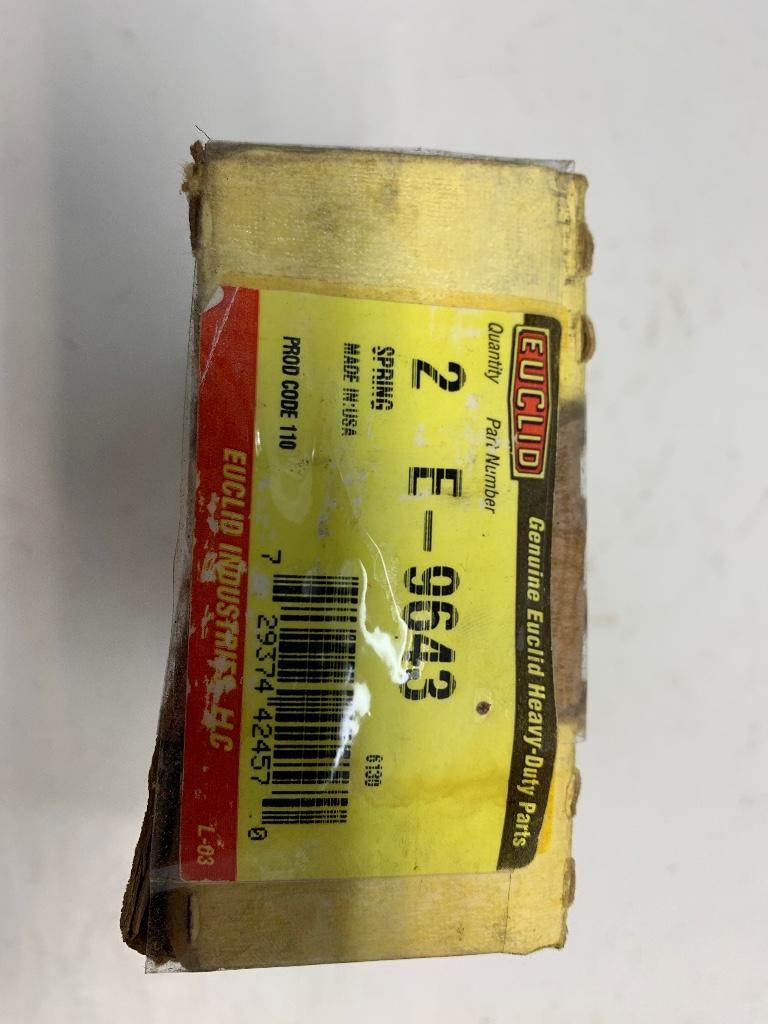 EUCLID Genuine Euclid Heavy-Duty Parts
Quantity Part Number
2 E-9643
SPRING
MADE IN:USA
6130
PROD CODE 110
7 29374 42457 0
EUCLID INDUSTRIES, LLC
L-03